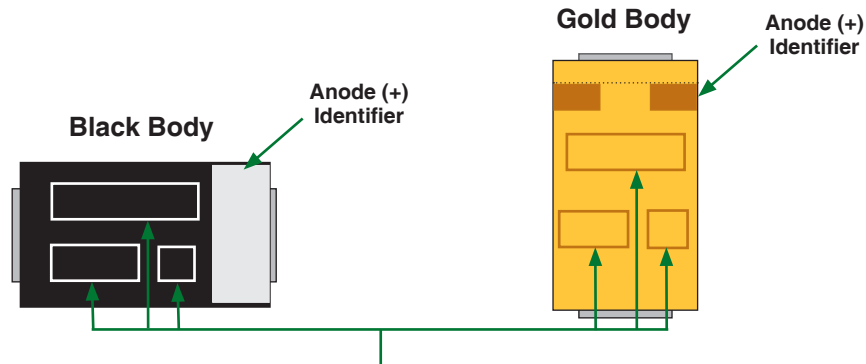 Gold Body
Anode (+)
Identifier
Anode (+)
Identifier
Black Body